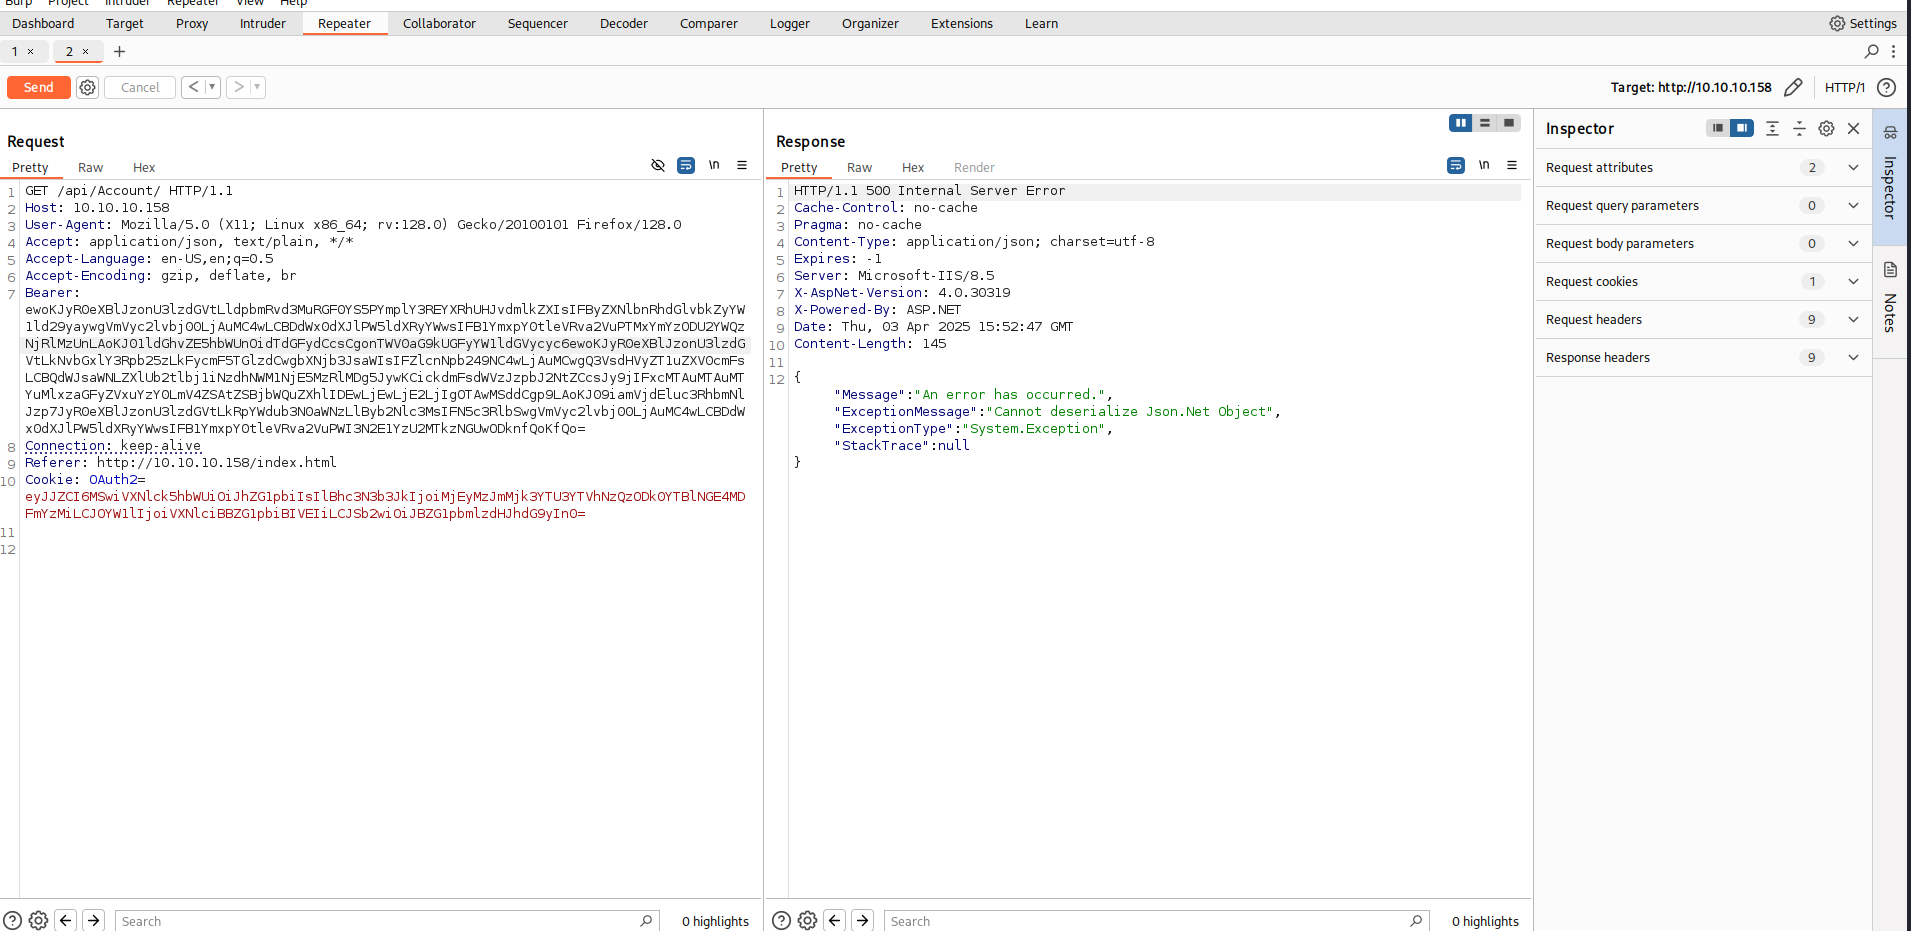 Burp Project Intruder Repeater View Help
Dashboard Target Proxy Intruder Repeater Collaborator Sequencer Decoder Comparer Logger Organizer Extensions Learn Settings
1 × 2 × +
Send Cancel < > Target: http://10.10.10.158 HTTP/1
Request
Pretty Raw Hex \n
1 GET /api/Account/ HTTP/1.1
2 Host: 10.10.10.158
3 User-Agent: Mozilla/5.0 (X11; Linux x86_64; rv:128.0) Gecko/20100101 Firefox/128.0
4 Accept: application/json, text/plain, */*
5 Accept-Language: en-US,en;q=0.5
6 Accept-Encoding: gzip, deflate, br
7 Bearer:
8 Connection: keep-alive
9 Referer: http://10.10.10.158/index.html
10 Cookie: OAuth2=
eyJJZCI6MSwiVXNlck5hbWUiOiJhZG1pbiIsIlBhc3N3b3JkIjoiMjEyMzJmMjk3YTU3YTVhNzQzODk0YTBlNGE4MD
FmYzMiLCJOYW1lIjoiVXNlciBBZG1pbiBIVEIiLCJSb2wiOiJBZG1pbmlzdHJhdG9yIn0=
11
12
Search 0 highlights
Response
Pretty Raw Hex Render \n
1 HTTP/1.1 500 Internal Server Error
2 Cache-Control: no-cache
3 Pragma: no-cache
4 Content-Type: application/json; charset=utf-8
5 Expires: -1
6 Server: Microsoft-IIS/8.5
7 X-AspNet-Version: 4.0.30319
8 X-Powered-By: ASP.NET
9 Date: Thu, 03 Apr 2025 15:52:47 GMT
10 Content-Length: 145
11
12 {
"Message":"An error has occurred.",
"ExceptionMessage":"Cannot deserialize Json.Net Object",
"ExceptionType":"System.Exception",
"StackTrace":null
}
Search 0 highlights
Inspector
Request attributes 2
Request query parameters 0
Request body parameters 0
Request cookies 1
Request headers 9
Response headers 9
Inspector
Notes